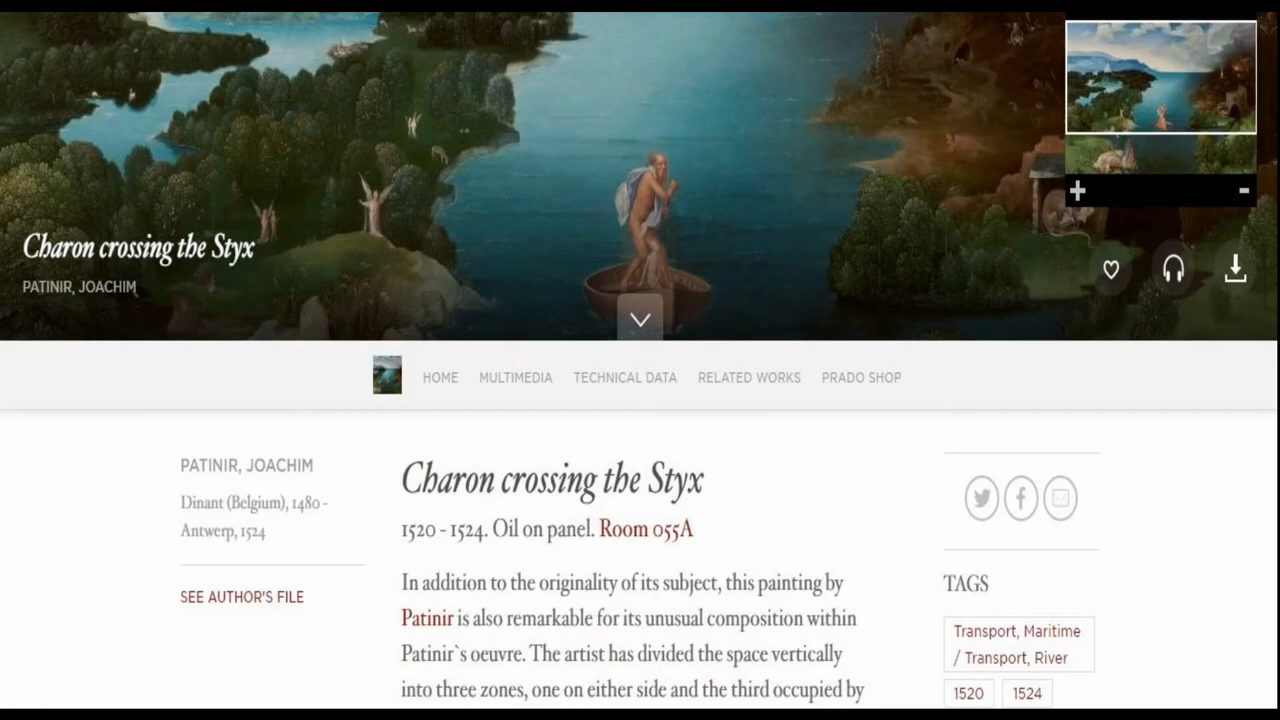 Charon crossing the Styx
PATINIR, JOACHIM
HOME MULTIMEDIA TECHNICAL DATA RELATED WORKS PRADO SHOP
PATINIR, JOACHIM
Dinant (Belgium), 1480 -
Antwerp, 1524
SEE AUTHOR'S FILE
Charon crossing the Styx
1520 - 1524. Oil on panel. Room 055A
In addition to the originality of its subject, this painting by
Patinir is also remarkable for its unusual composition within
Patinir`s oeuvre. The artist has divided the space vertically
into three zones, one on either side and the third occupied by
TAGS
Transport, Maritime
/ Transport, River
1520 1524